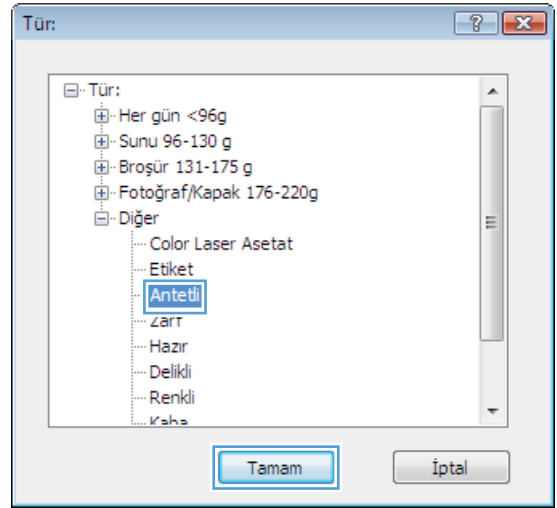 Tür:
Tür:
Her gün <96g
Sunu 96-130 g
Broşür 131-175 g
Fotoğraf/Kapak 176-220g
Diğer
Color Laser Asetat
Etiket
Antetli
Zarf
Hazır
Delikli
Renkli
Kaba
Tamam
İptal